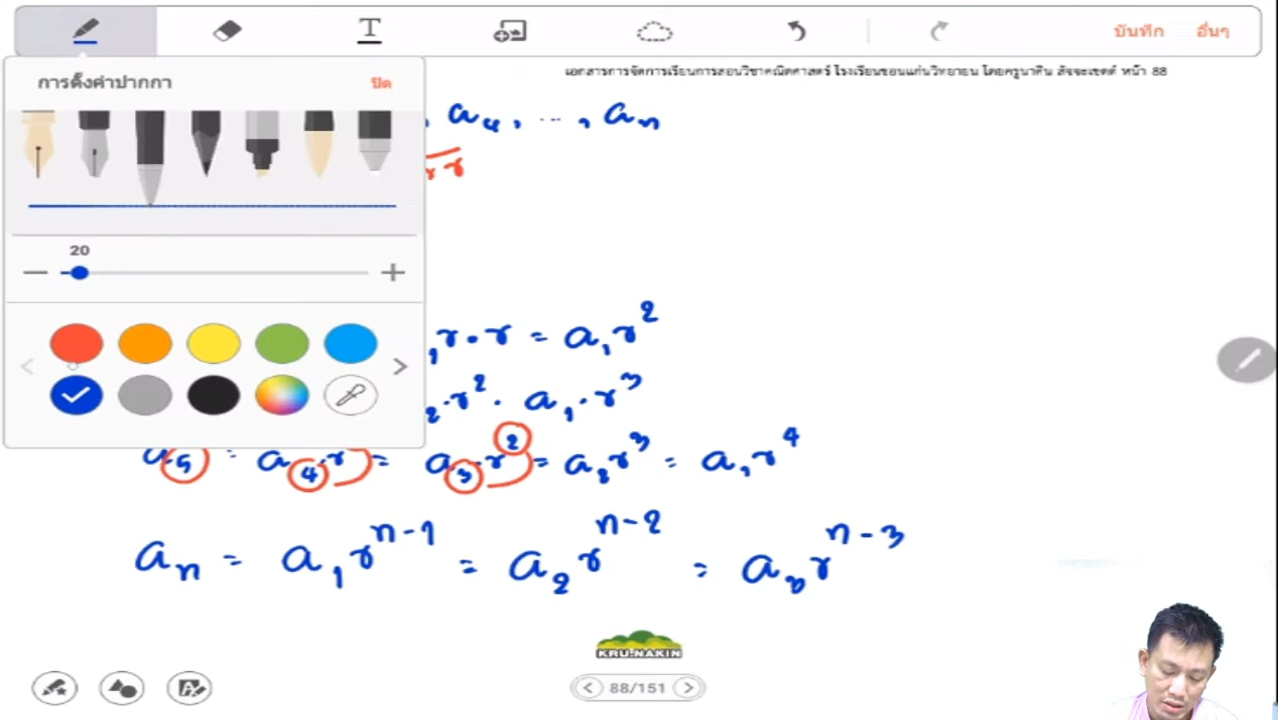 T
บันทึก อื่นๆ
การตั้งค่าปากกา ปิด
เอกสารการจัดการเรียนการสอนวิชาคณิตศาสตร์ โรงเรียนขอนแก่นวิทยายน โดยครูนาคิน สัจจะเขตต์ หน้า 88
, a₄, ..., aₙ
r
20
₁r·r = a₁r²
₂·r² · a₁·r³
a₅ = a₄·r = a₃·r² = a₂r³ = a₁r⁴
aₙ = a₁rⁿ⁻¹ = a₂rⁿ⁻² = a₃rⁿ⁻³
KRU.NAKIN
88/151